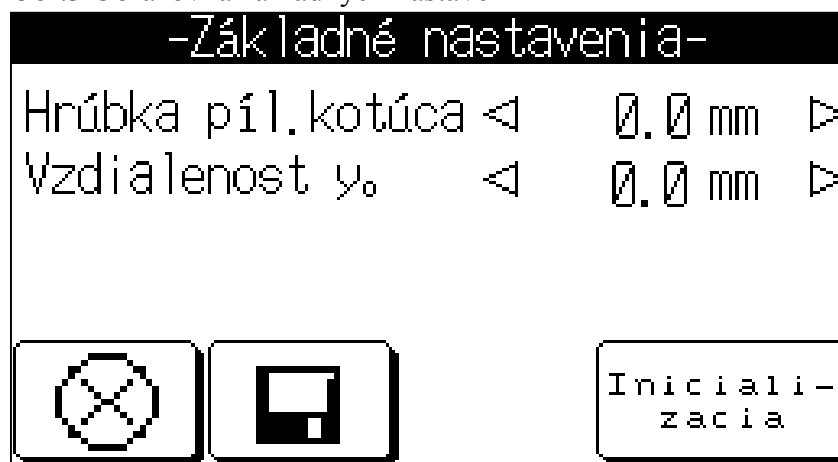 -Základné nastavenia-
Hrúbka píl.kotúca ◁ 0.0 mm ▷
Vzdialenost y₀ ◁ 0.0 mm ▷
Iniciali-
zacia